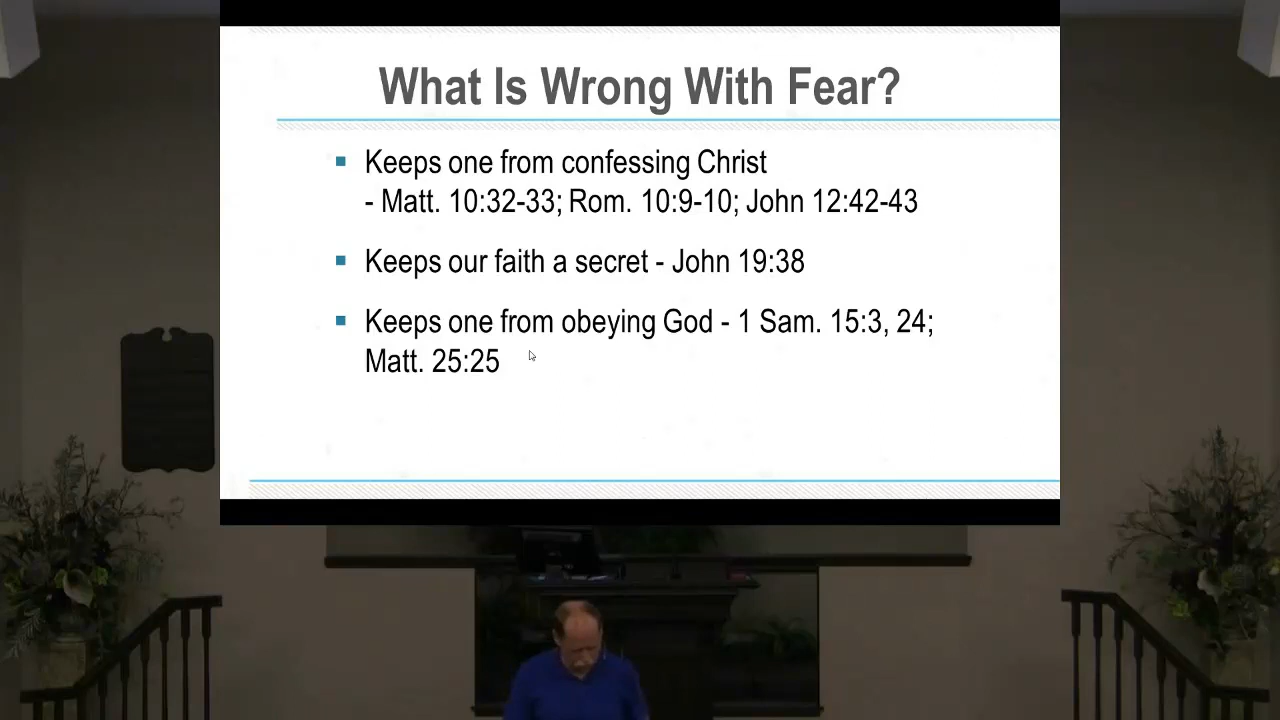 What Is Wrong With Fear?
▪ Keeps one from confessing Christ
- Matt. 10:32-33; Rom. 10:9-10; John 12:42-43
▪ Keeps our faith a secret - John 19:38
▪ Keeps one from obeying God - 1 Sam. 15:3, 24;
Matt. 25:25